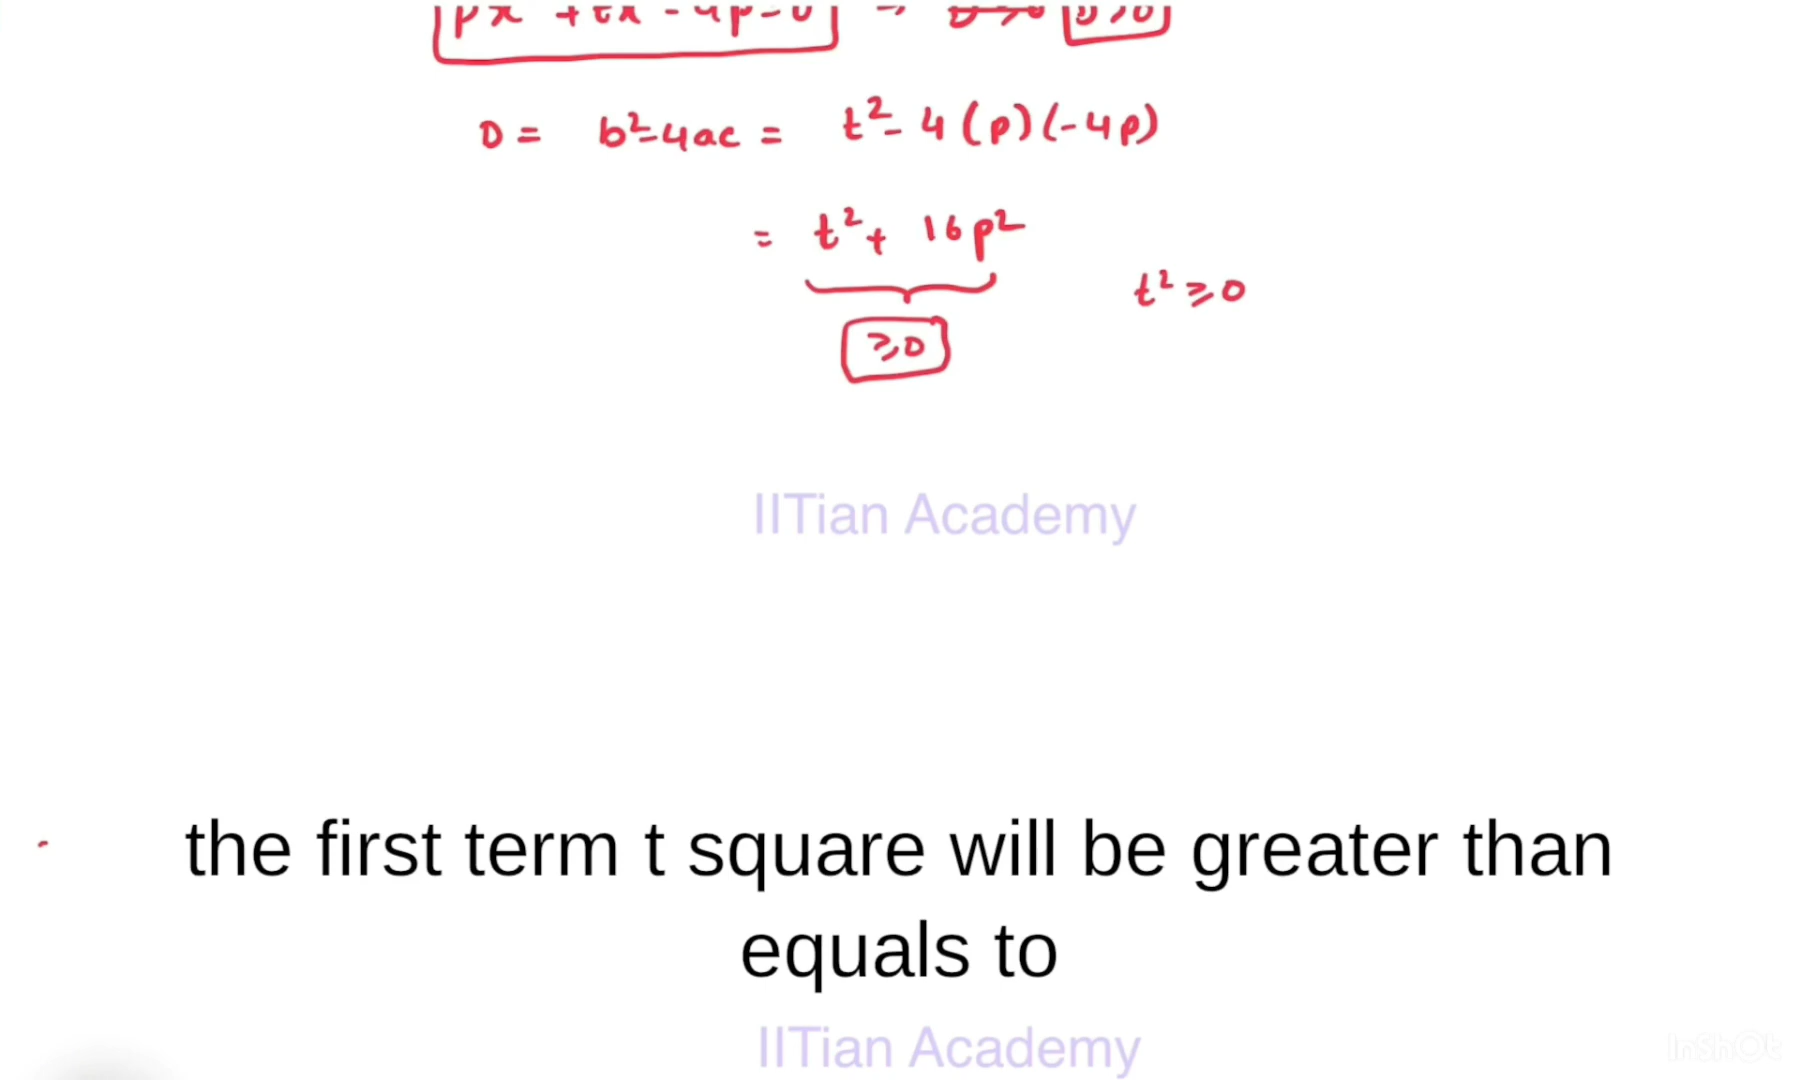 D = b²-4ac = t² - 4 (p)(-4p)
= t² + 16p²
t² ≥ 0
≥0
IITian Academy
the first term t square will be greater than
equals to
IITian Academy
InShOt